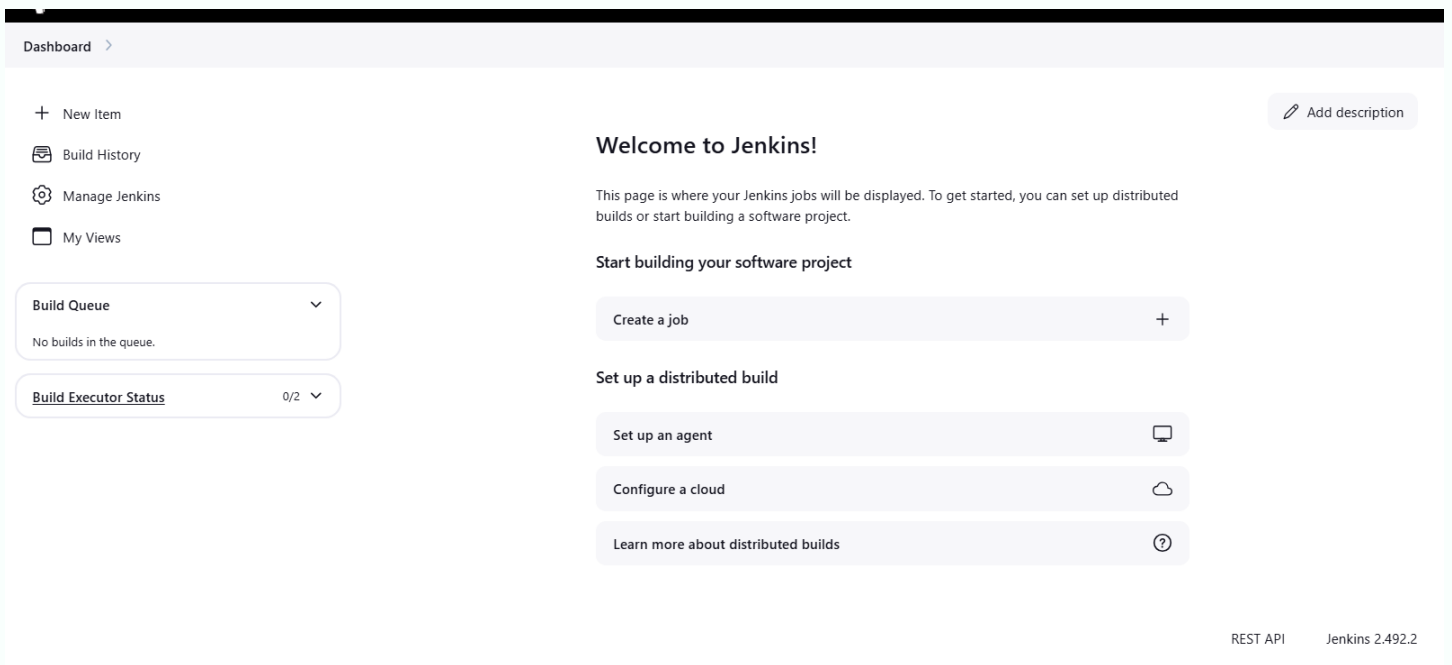 Dashboard
New Item
Build History
Manage Jenkins
My Views
Build Queue
No builds in the queue.
Build Executor Status 0/2
Add description
Welcome to Jenkins!
This page is where your Jenkins jobs will be displayed. To get started, you can set up distributed
builds or start building a software project.
Start building your software project
Create a job
Set up a distributed build
Set up an agent
Configure a cloud
Learn more about distributed builds
REST API Jenkins 2.492.2